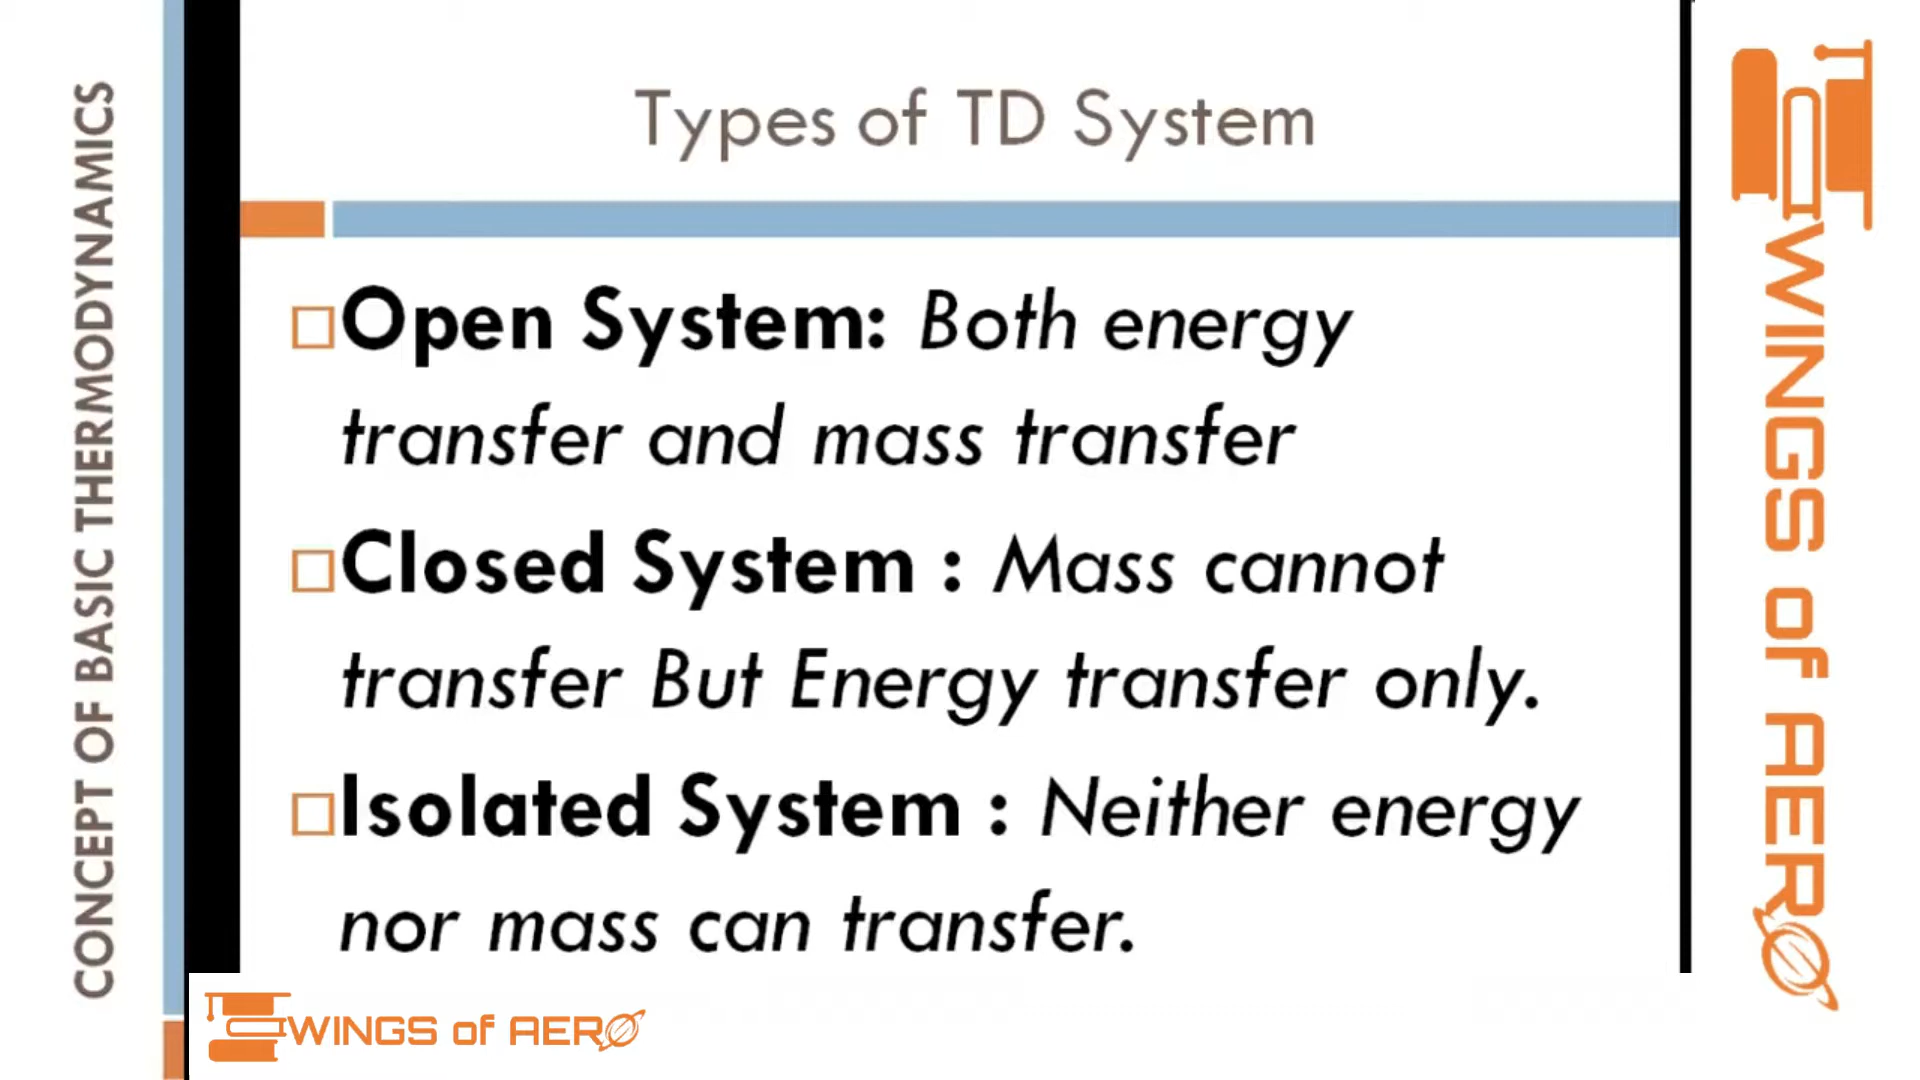 CONCEPT OF BASIC THERMODYNAMICS
Types of TD System
Open System: Both energy
transfer and mass transfer
Closed System : Mass cannot
transfer But Energy transfer only.
Isolated System : Neither energy
nor mass can transfer.
WINGS of AERO
WINGS of AERO